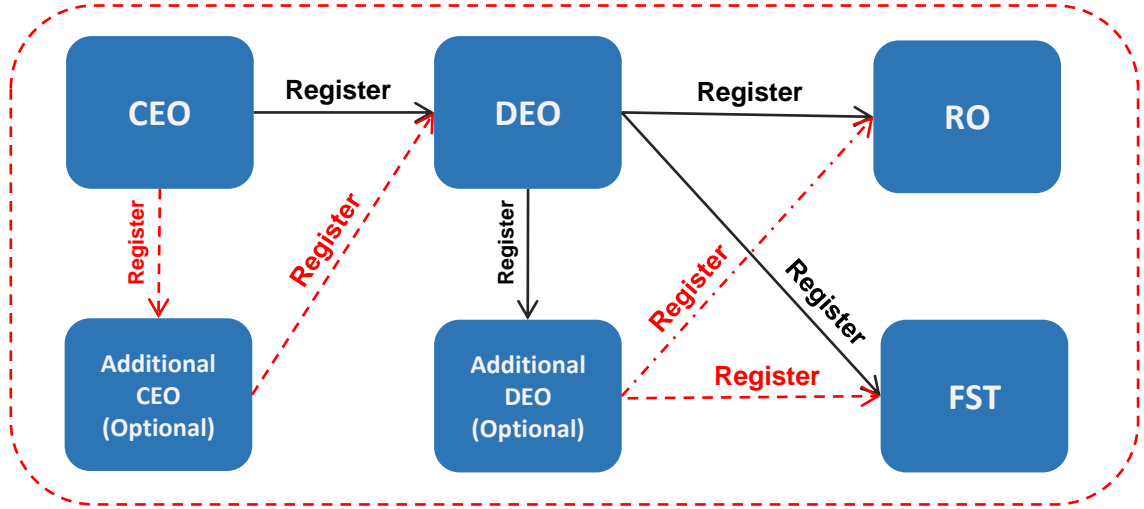 CEO
Register
DEO
Register
RO
Register
Register
Register
Register
Register
Additional
CEO
(Optional)
Additional
DEO
(Optional)
Register
FST